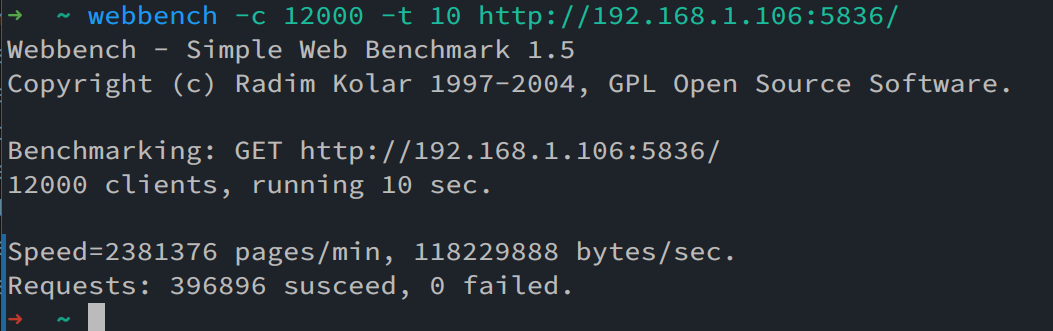 ➜ ~ webbench -c 12000 -t 10 http://192.168.1.106:5836/
Webbench - Simple Web Benchmark 1.5
Copyright (c) Radim Kolar 1997-2004, GPL Open Source Software.
Benchmarking: GET http://192.168.1.106:5836/
12000 clients, running 10 sec.
Speed=2381376 pages/min, 118229888 bytes/sec.
Requests: 396896 susceed, 0 failed.
➜ ~